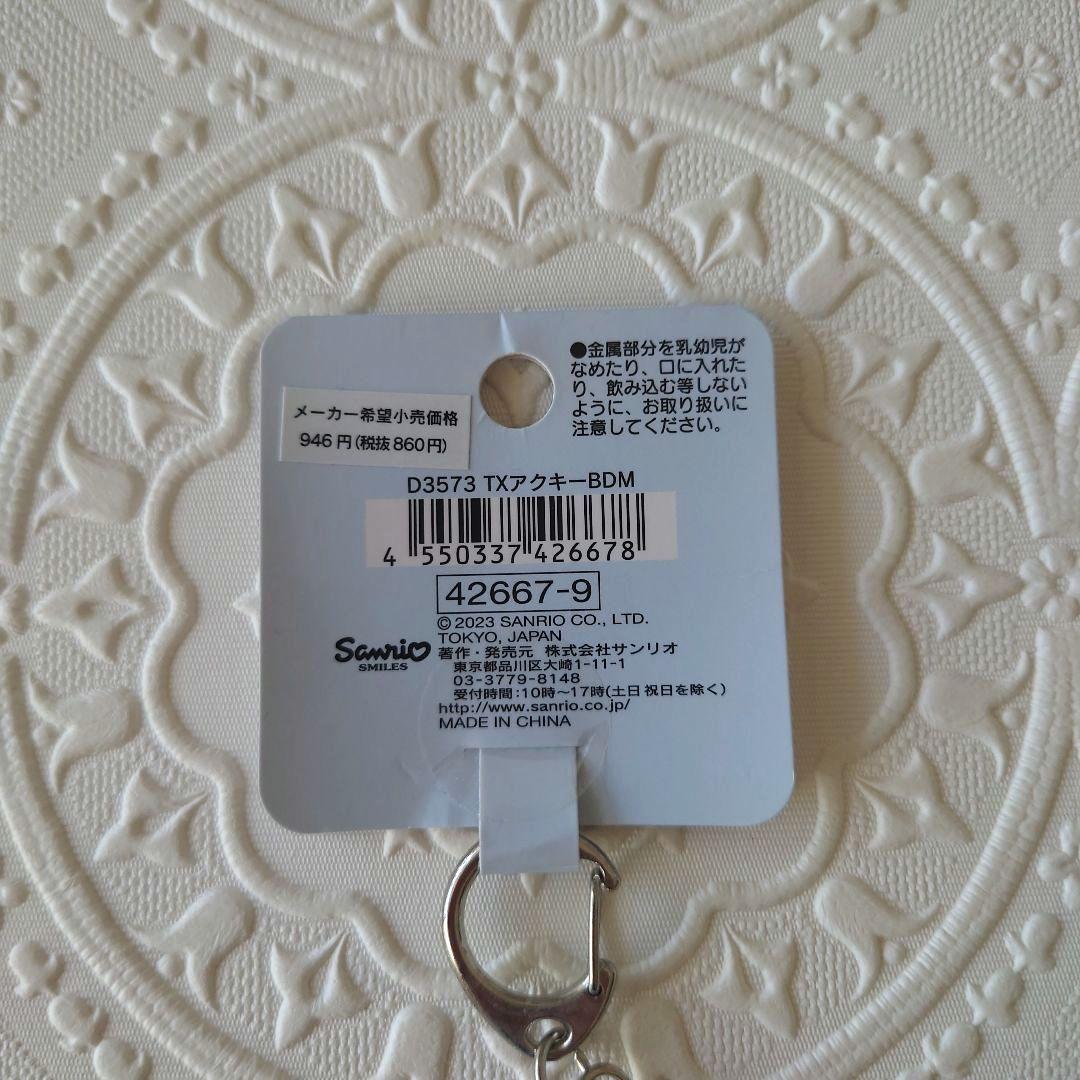 ●金属部分を乳幼児が
なめたり、口に入れた
り、飲み込む等しない
ように、お取り扱いに
注意してください。
メーカー希望小売価格
946円(税抜860円)
D3573 TXアクキーBDM
4 550337 426678
42667-9
© 2023 SANRIO CO., LTD.
TOKYO, JAPAN
著作・発売元 株式会社サンリオ
東京都品川区大崎1-11-1
03-3779-8148
受付時間:10時～17時(土日祝日を除く)
http://www.sanrio.co.jp/
MADE IN CHINA
Sanrio
SMILES